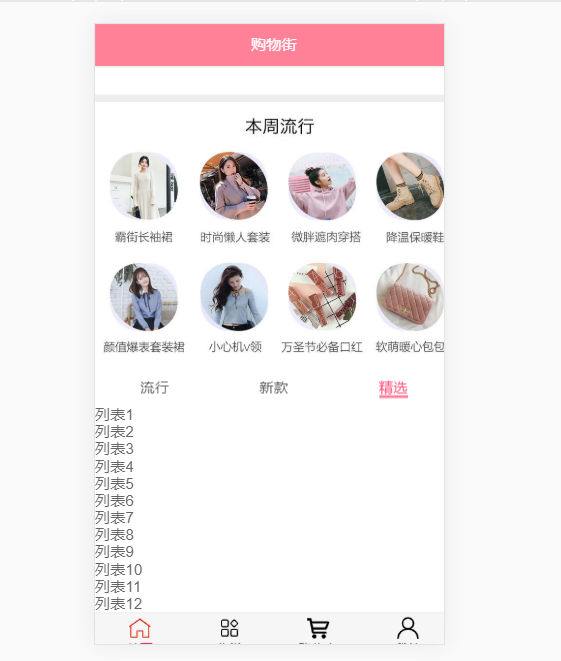 购物街
本周流行
霸街长袖裙 时尚懒人套装 微胖遮肉穿搭 降温保暖鞋
颜值爆表套装裙 小心机v领 万圣节必备口红 软萌暖心包包
流行 新款 精选
列表1
列表2
列表3
列表4
列表5
列表6
列表7
列表8
列表9
列表10
列表11
列表12